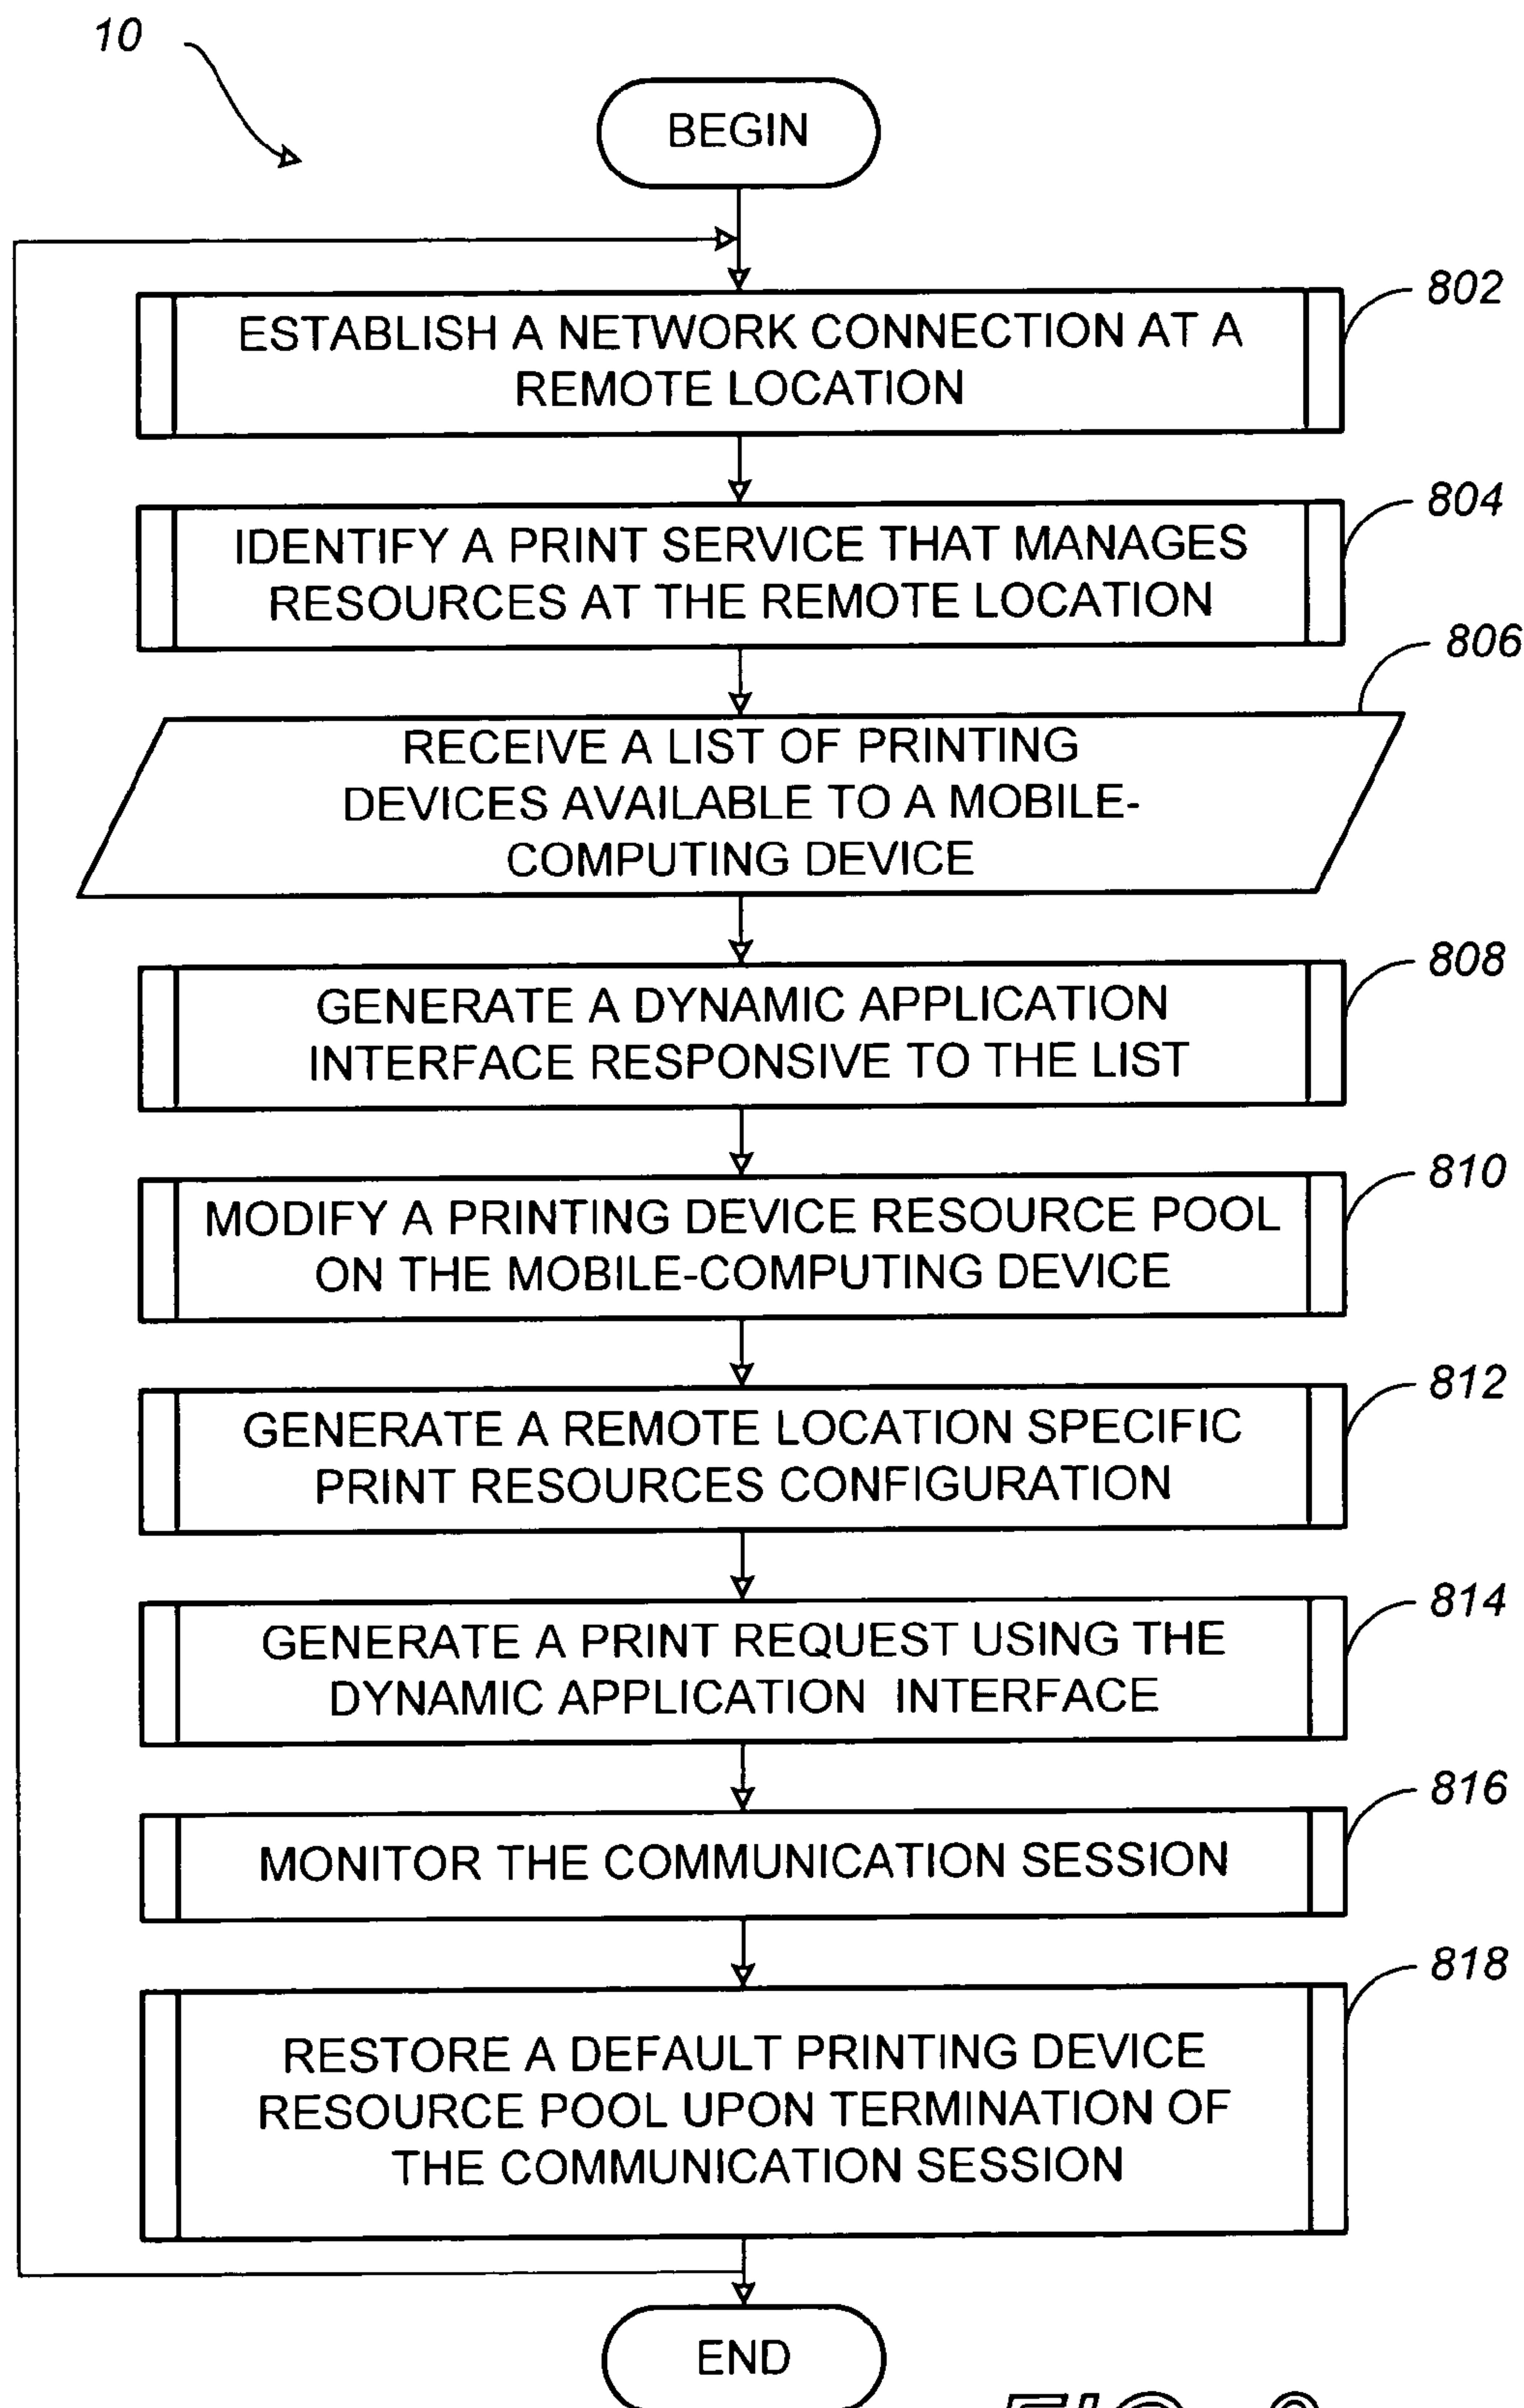 10
BEGIN
802
ESTABLISH A NETWORK CONNECTION AT A
REMOTE LOCATION
804
IDENTIFY A PRINT SERVICE THAT MANAGES
RESOURCES AT THE REMOTE LOCATION
806
RECEIVE A LIST OF PRINTING
DEVICES AVAILABLE TO A MOBILE-
COMPUTING DEVICE
808
GENERATE A DYNAMIC APPLICATION
INTERFACE RESPONSIVE TO THE LIST
810
MODIFY A PRINTING DEVICE RESOURCE POOL
ON THE MOBILE-COMPUTING DEVICE
812
GENERATE A REMOTE LOCATION SPECIFIC
PRINT RESOURCES CONFIGURATION
814
GENERATE A PRINT REQUEST USING THE
DYNAMIC APPLICATION INTERFACE
816
MONITOR THE COMMUNICATION SESSION
818
RESTORE A DEFAULT PRINTING DEVICE
RESOURCE POOL UPON TERMINATION OF
THE COMMUNICATION SESSION
END